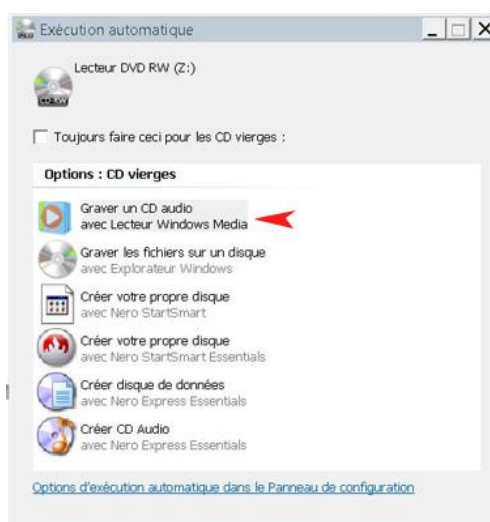 Exécution automatique
Lecteur DVD RW (Z:)
CD-RW
Toujours faire ceci pour les CD vierges :
Options : CD vierges
Graver un CD audio
avec Lecteur Windows Media
Graver les fichiers sur un disque
avec Explorateur Windows
Créer votre propre disque
avec Nero StartSmart
Créer votre propre disque
avec Nero StartSmart Essentials
Créer disque de données
avec Nero Express Essentials
Créer CD Audio
avec Nero Express Essentials
Options d'exécution automatique dans le Panneau de configuration